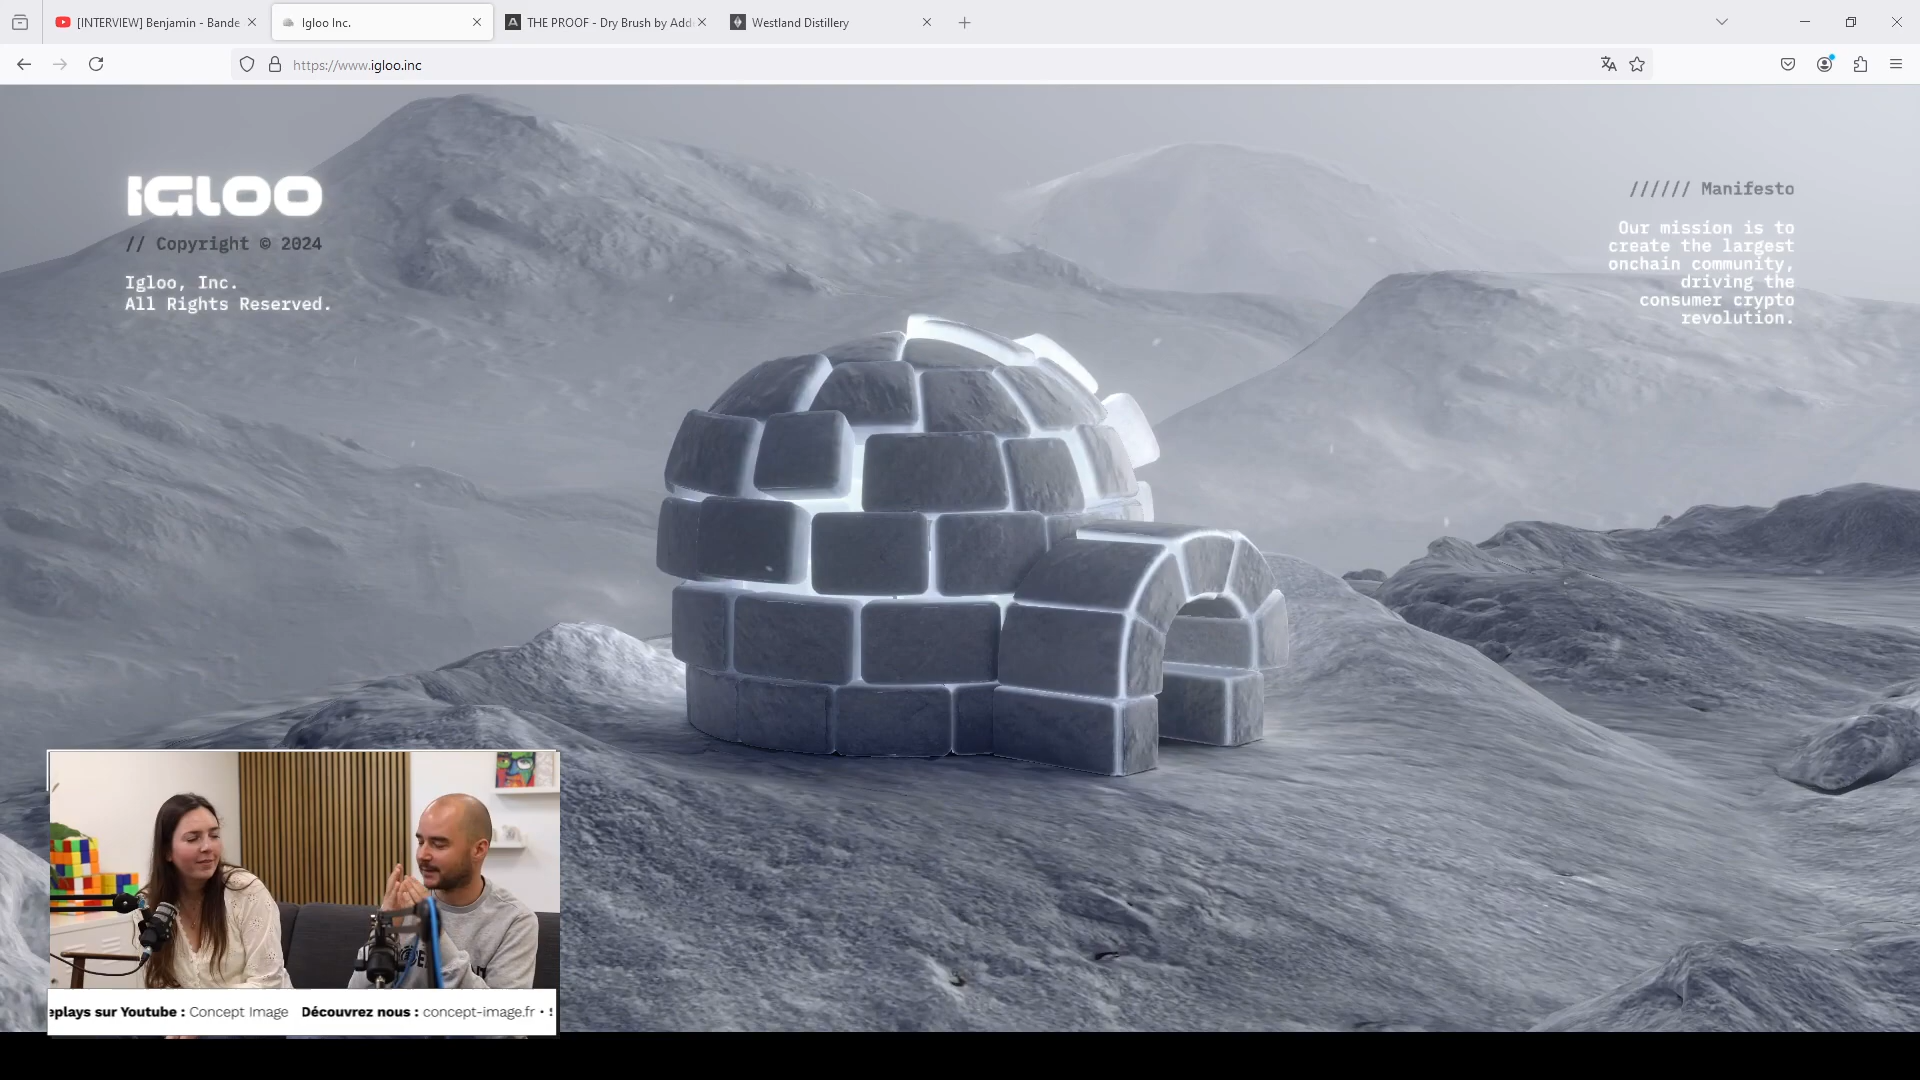 [INTERVIEW] Benjamin - Bande
Igloo Inc.
THE PROOF - Dry Brush by Add
Westland Distillery
https://www.igloo.inc
IGLOO
// Copyright © 2024
Igloo, Inc.
All Rights Reserved.
////// Manifesto
Our mission is to
create the largest
onchain community,
driving the
consumer crypto
revolution.
eplays sur Youtube : Concept Image Découvrez nous : concept-image.fr •